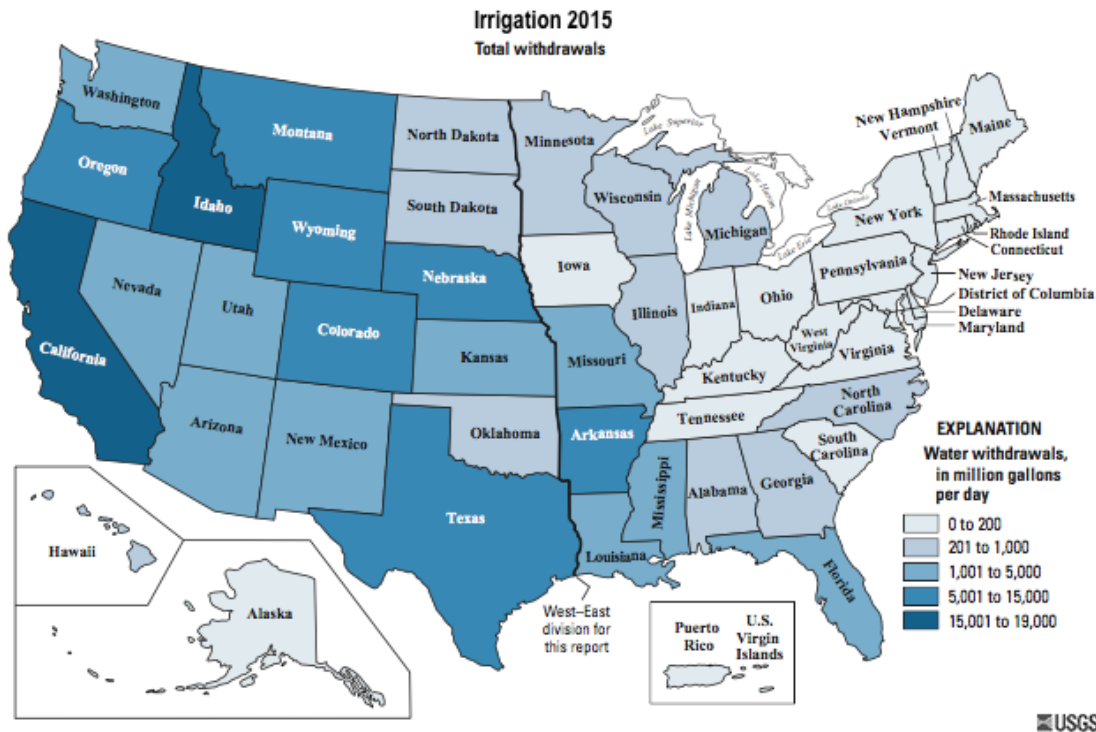 Irrigation 2015
Total withdrawals
Washington
Oregon
California
Nevada
Idaho
Montana
Wyoming
Utah
Colorado
Arizona
New Mexico
North Dakota
South Dakota
Nebraska
Kansas
Oklahoma
Texas
Minnesota
Iowa
Missouri
Arkansas
Louisiana
Wisconsin
Illinois
Michigan
Indiana
Ohio
Kentucky
Tennessee
Mississippi
Alabama
Georgia
Florida
South
Carolina
North
Carolina
Virginia
West
Virginia
Pennsylvania
New York
Lake Superior
Lake Michigan
Lake Huron
Lake Erie
Lake Ontario
New Hampshire
Vermont
Maine
Massachusetts
Rhode Island
Connecticut
New Jersey
District of Columbia
Delaware
Maryland
Hawaii
Alaska
West–East
division for
this report
Puerto
Rico
U.S.
Virgin
Islands
EXPLANATION
Water withdrawals,
in million gallons
per day
0 to 200
201 to 1,000
1,001 to 5,000
5,001 to 15,000
15,001 to 19,000
USGS